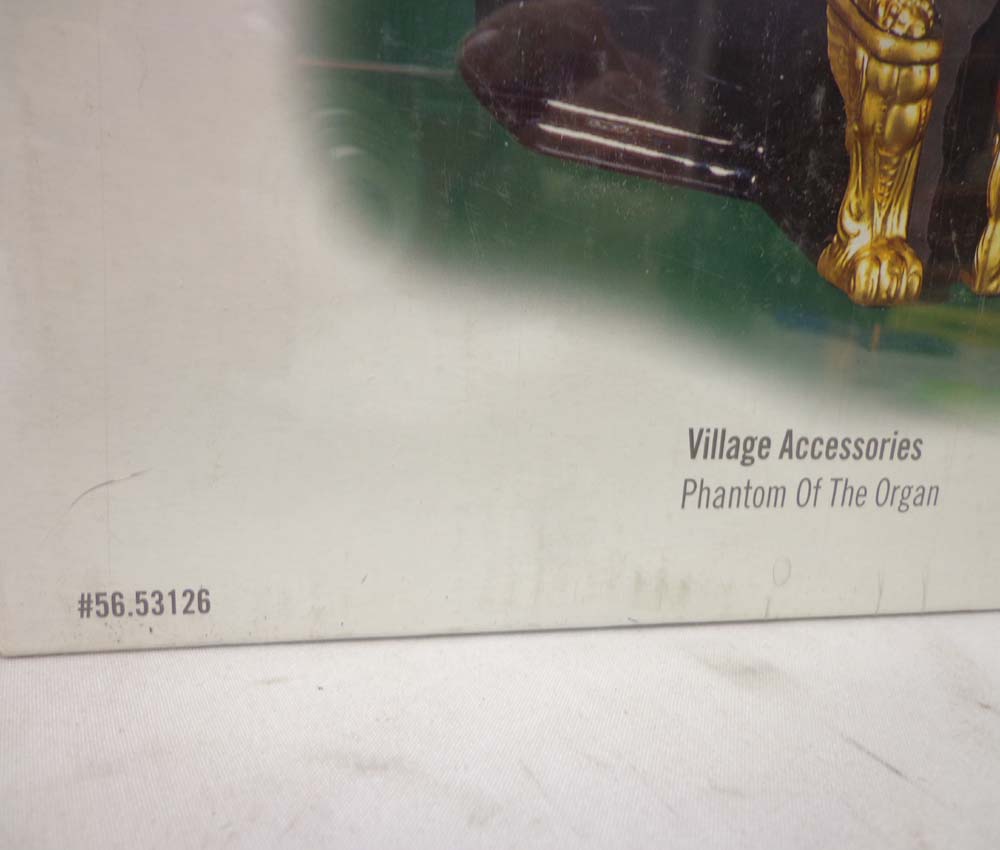 Village Accessories
Phantom Of The Organ
#56.53126